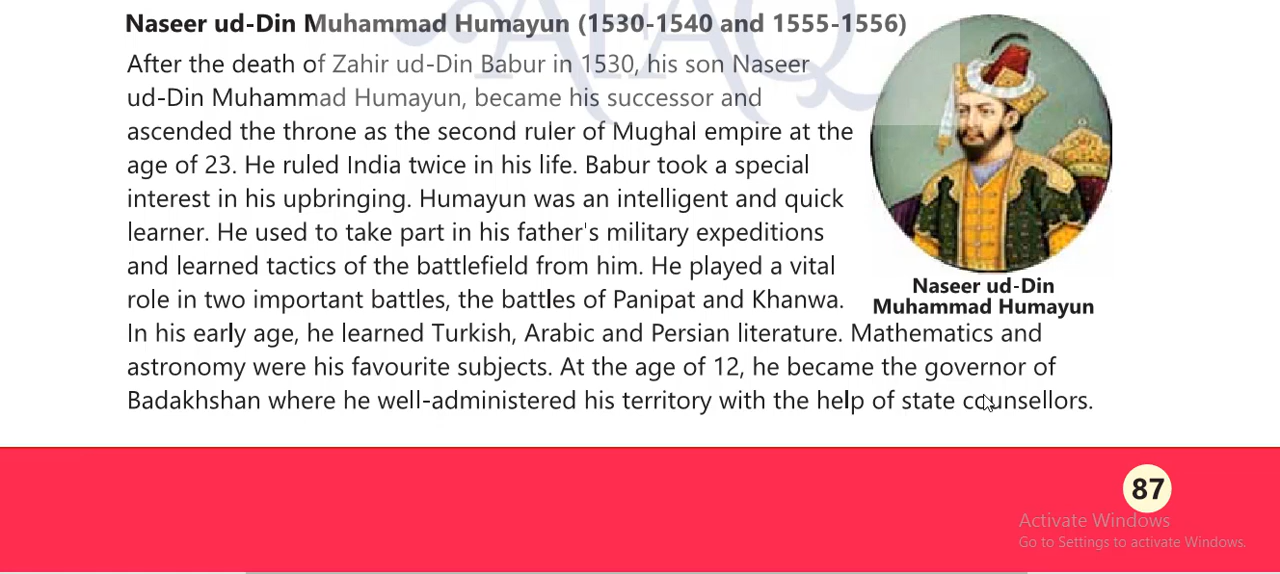 Naseer ud-Din Muhammad Humayun (1530-1540 and 1555-1556)
After the death of Zahir ud-Din Babur in 1530, his son Naseer
ud-Din Muhammad Humayun, became his successor and
ascended the throne as the second ruler of Mughal empire at the
age of 23. He ruled India twice in his life. Babur took a special
interest in his upbringing. Humayun was an intelligent and quick
learner. He used to take part in his father's military expeditions
and learned tactics of the battlefield from him. He played a vital
role in two important battles, the battles of Panipat and Khanwa.
In his early age, he learned Turkish, Arabic and Persian literature. Mathematics and
astronomy were his favourite subjects. At the age of 12, he became the governor of
Badakhshan where he well-administered his territory with the help of state counsellors.
Naseer ud-Din
Muhammad Humayun
87
Activate Windows
Go to Settings to activate Windows.